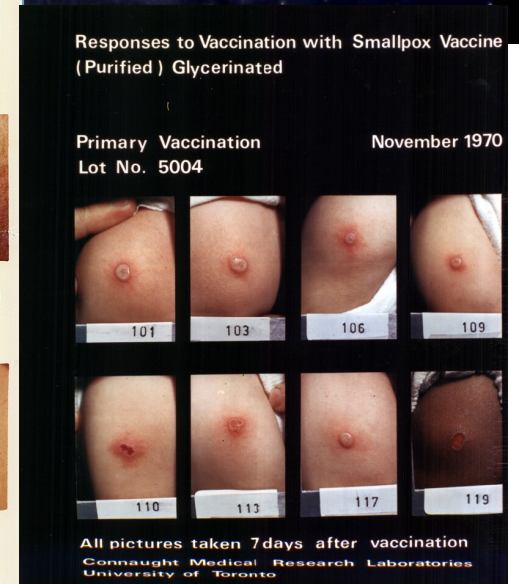 Responses to Vaccination with Smallpox Vaccine
(Purified) Glycerinated
Primary Vaccination November 1970
Lot No. 5004
101 103 106 109
110 113 117 119
All pictures taken 7 days after vaccination
Connaught Medical Research Laboratories
University of Toronto